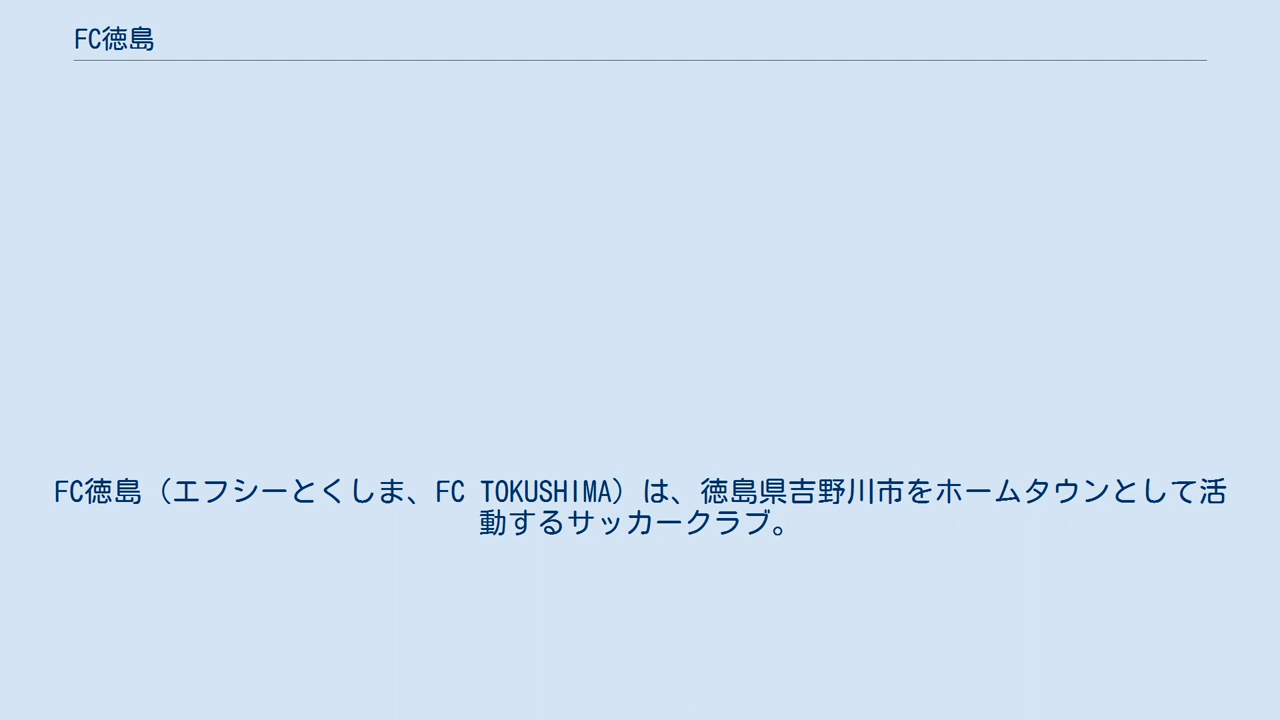 FC徳島
FC徳島（エフシーとくしま、FC TOKUSHIMA）は、徳島県吉野川市をホームタウンとして活
動するサッカークラブ。